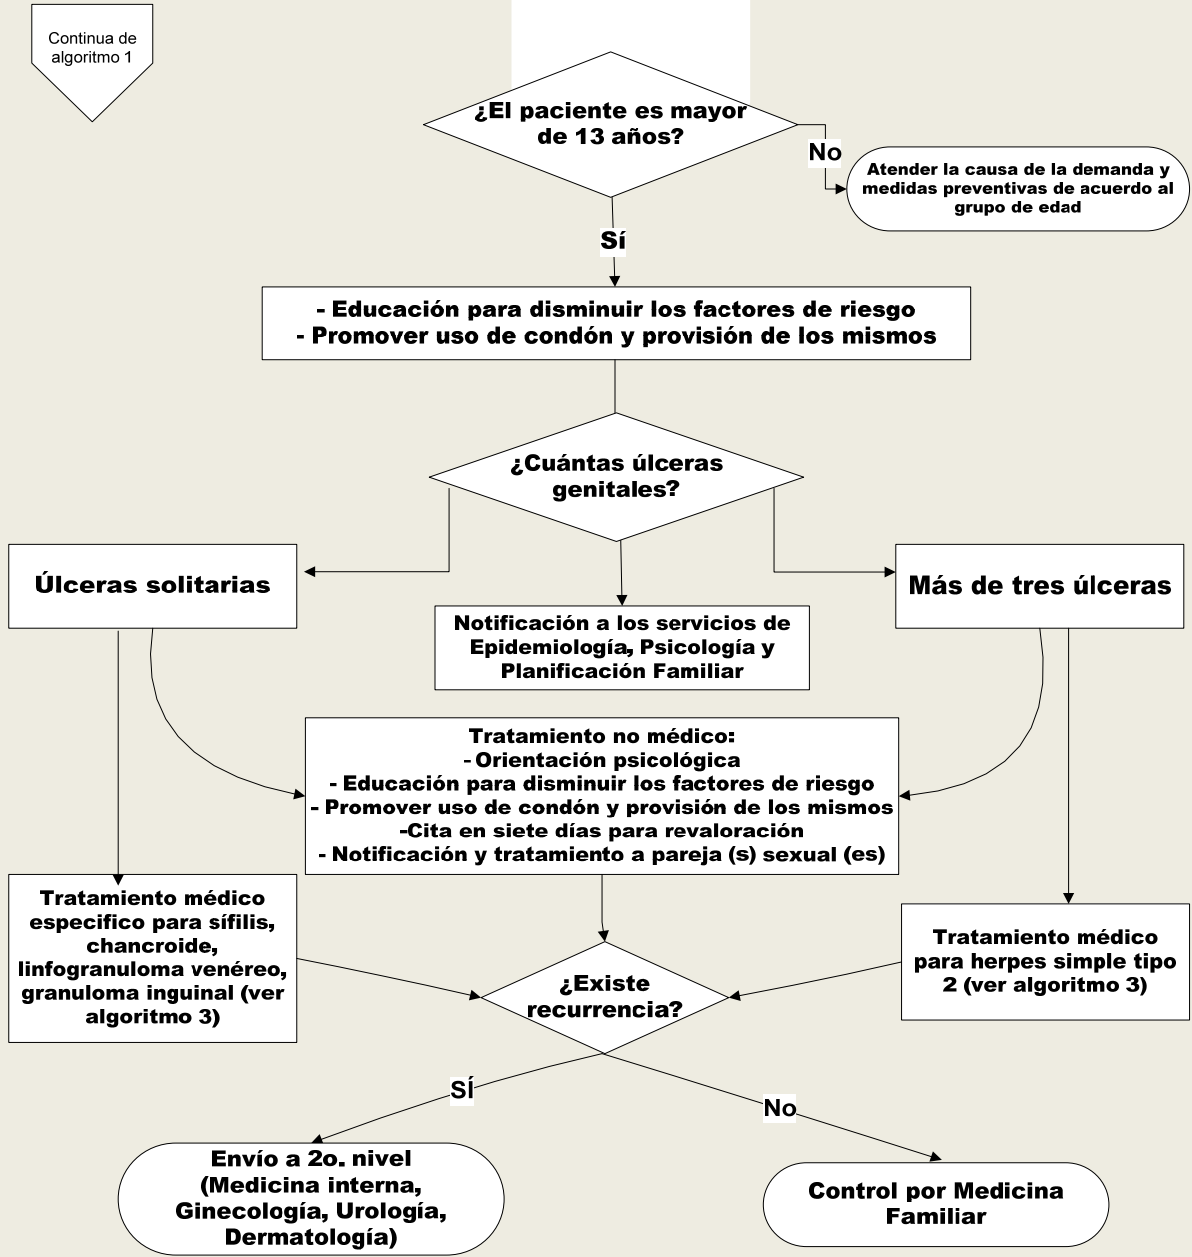 Continua de
algoritmo 1
¿El paciente es mayor
de 13 años?
No
Atender la causa de la demanda y
medidas preventivas de acuerdo al
grupo de edad
Sí
- Educación para disminuir los factores de riesgo
- Promover uso de condón y provisión de los mismos
¿Cuántas úlceras
genitales?
Úlceras solitarias
Más de tres úlceras
Notificación a los servicios de
Epidemiología, Psicología y
Planificación Familiar
Tratamiento no médico:
- Orientación psicológica
- Educación para disminuir los factores de riesgo
- Promover uso de condón y provisión de los mismos
-Cita en siete días para revaloración
- Notificación y tratamiento a pareja (s) sexual (es)
Tratamiento médico
especifico para sífilis,
chancroide,
linfogranuloma venéreo,
granuloma inguinal (ver
algoritmo 3)
Tratamiento médico
para herpes simple tipo
2 (ver algoritmo 3)
¿Existe
recurrencia?
SÍ
No
Envío a 2o. nivel
(Medicina interna,
Ginecología, Urología,
Dermatología)
Control por Medicina
Familiar